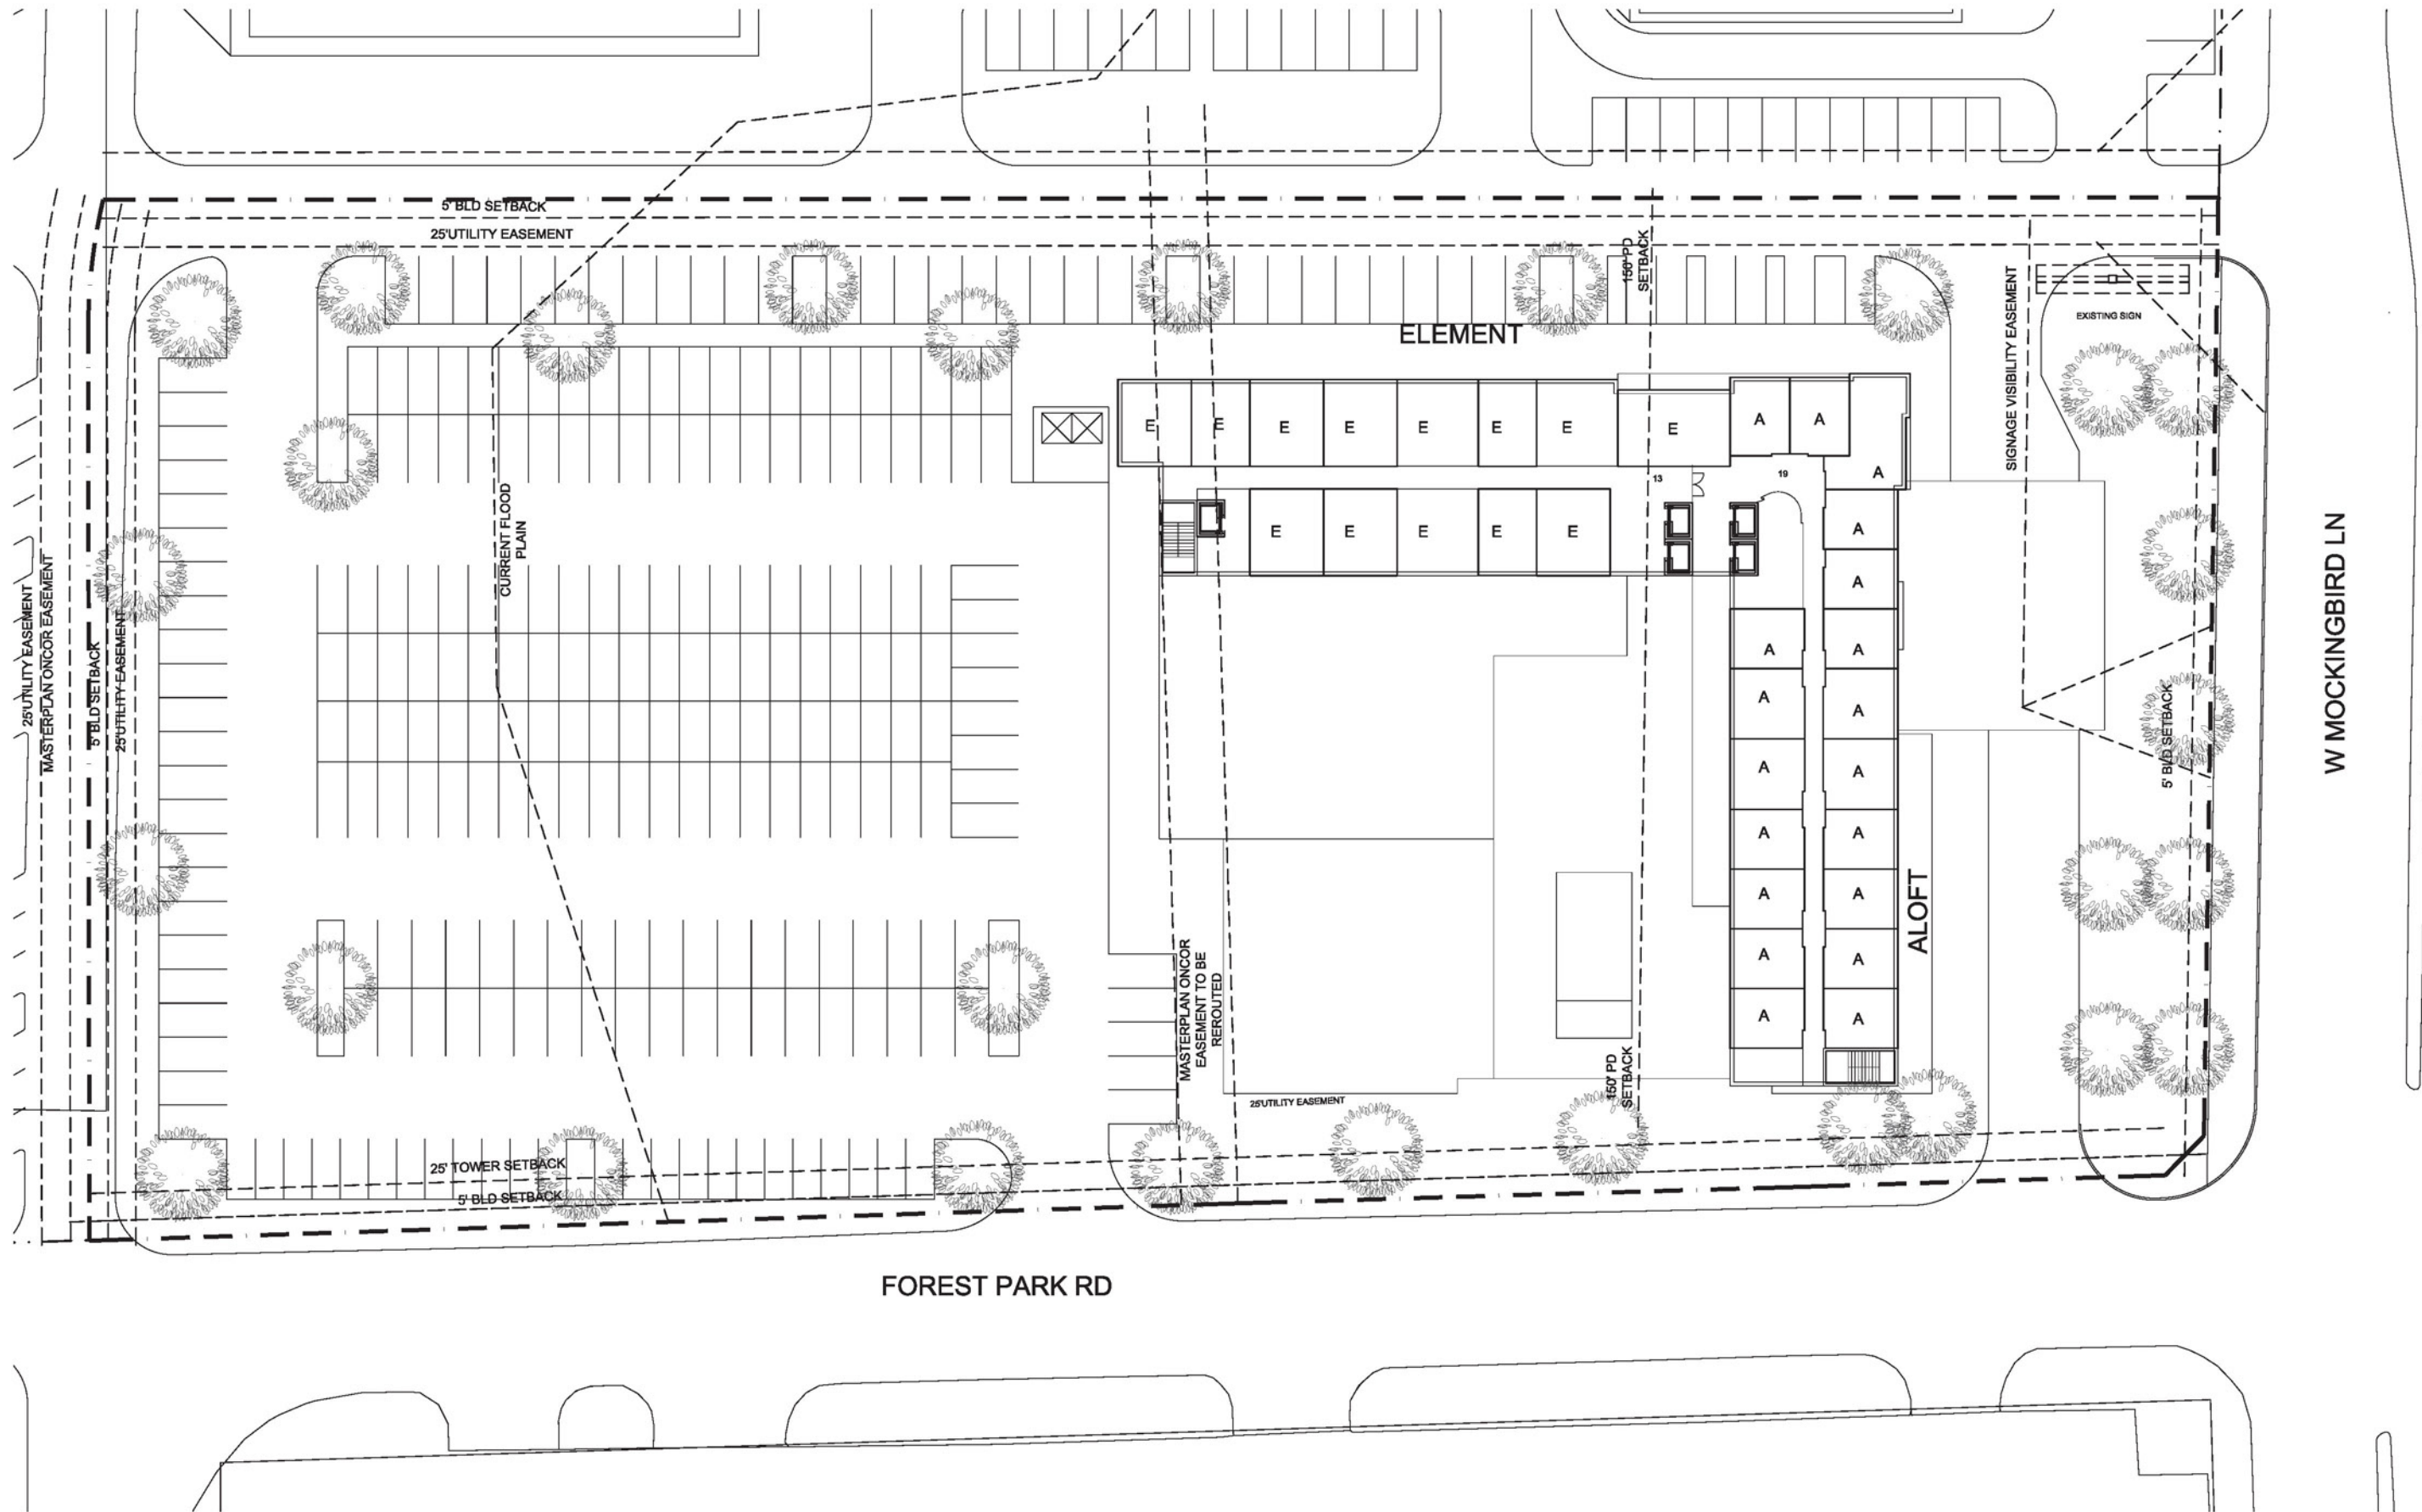 5' BLD SETBACK
25'UTILITY EASEMENT
150' PD
SETBACK
ELEMENT
SIGNAGE VISIBILITY EASEMENT
EXISTING SIGN
E E E E E E E E A A
13 19 A
CURRENT FLOOD
PLAIN
E E E E E A
A
A A
A A
A A
A A
A A
A A
A A
25'UTILITY EASEMENT
MASTERPLAN ONCOR EASEMENT
5' BLD SETBACK
25'UTILITY EASEMENT
W MOCKINGBIRD LN
5' BLD SETBACK
ALOFT
MASTERPLAN ONCOR
EASEMENT TO BE
REROUTED
150' PD
SETBACK
25'UTILITY EASEMENT
25' TOWER SETBACK
5' BLD SETBACK
FOREST PARK RD